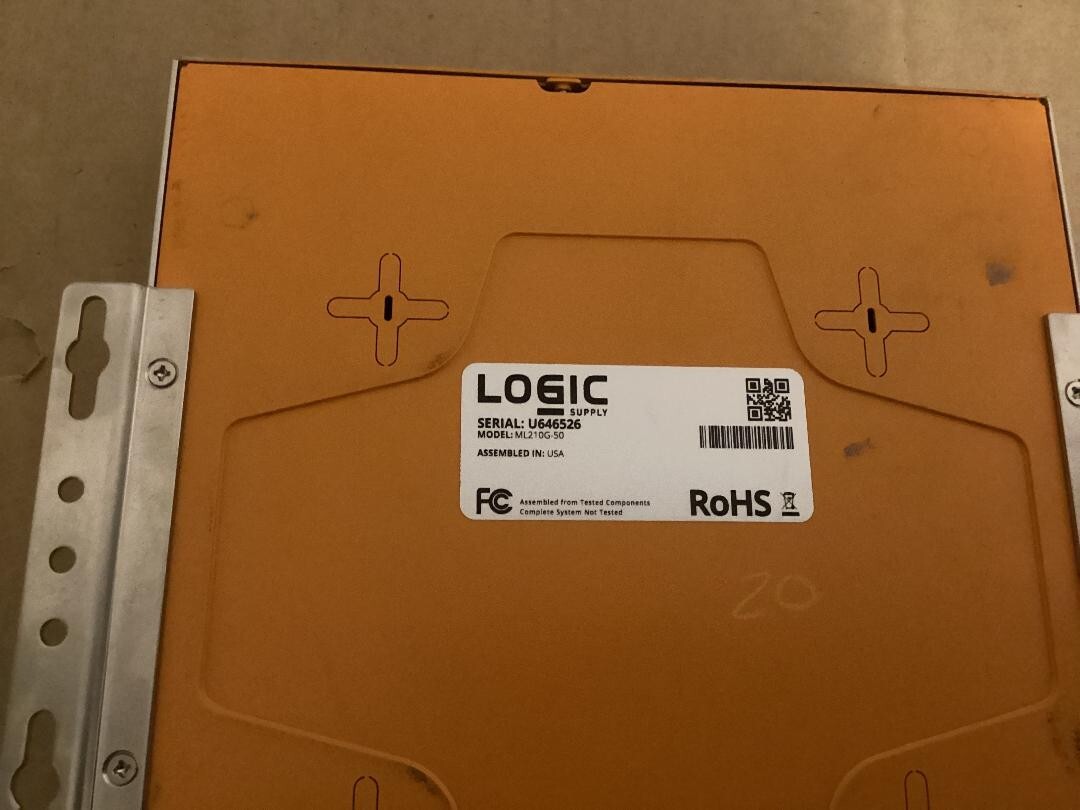 LOGIC
SUPPLY
SERIAL: U646526
MODEL: ML210G-50
ASSEMBLED IN: USA
FC Assembled from Tested Components
Complete System Not Tested
RoHS
20